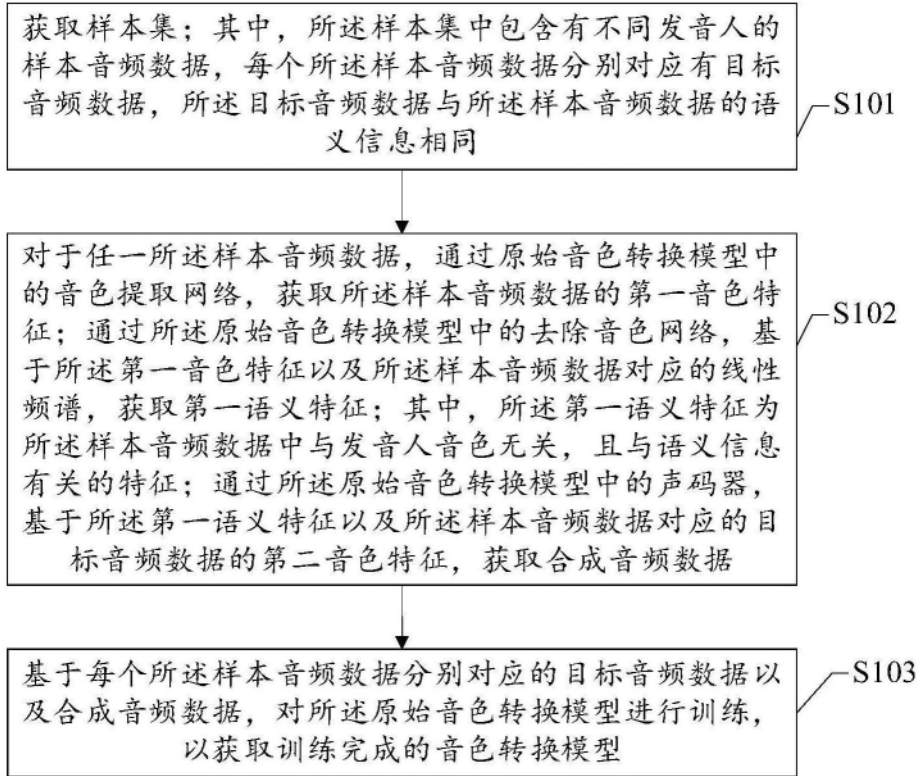 获取样本集；其中，所述样本集中包含有不同发音人的
样本音频数据，每个所述样本音频数据分别对应有目标
音频数据，所述目标音频数据与所述样本音频数据的语
义信息相同
S101
对于任一所述样本音频数据，通过原始音色转换模型中
的音色提取网络，获取所述样本音频数据的第一音色特
征；通过所述原始音色转换模型中的去除音色网络，基
于所述第一音色特征以及所述样本音频数据对应的线性
频谱，获取第一语义特征；其中，所述第一语义特征为
所述样本音频数据中与发音人音色无关，且与语义信息
有关的特征；通过所述原始音色转换模型中的声码器，
基于所述第一语义特征以及所述样本音频数据对应的目
标音频数据的第二音色特征，获取合成音频数据
S102
基于每个所述样本音频数据分别对应的目标音频数据以
及合成音频数据，对所述原始音色转换模型进行训练，
以获取训练完成的音色转换模型
S103